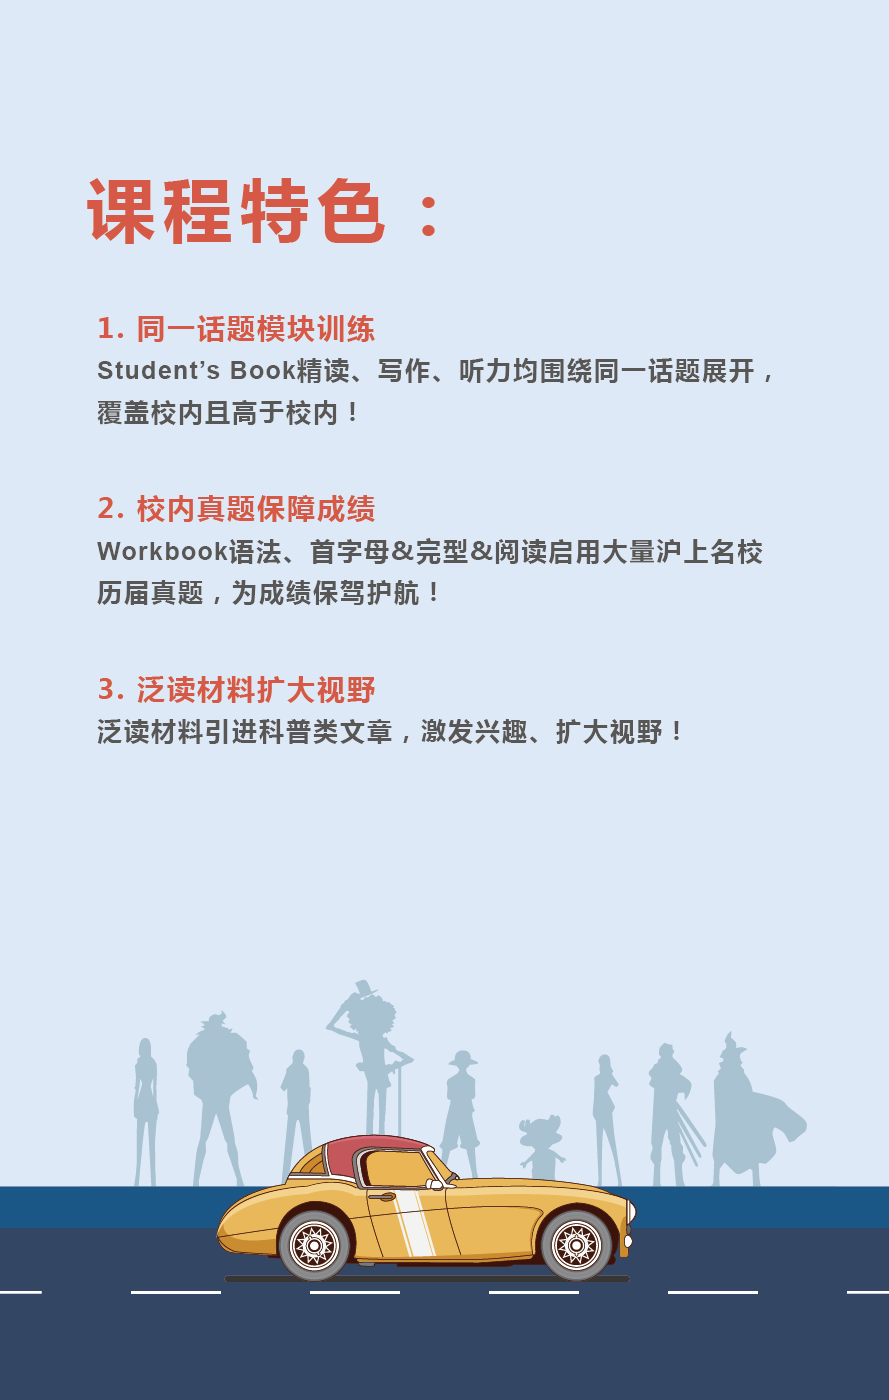 课程特色：
1. 同一话题模块训练
Student’s Book精读、写作、听力均围绕同一话题展开，
覆盖校内且高于校内！
2. 校内真题保障成绩
Workbook语法、首字母&完型&阅读启用大量沪上名校
历届真题，为成绩保驾护航！
3. 泛读材料扩大视野
泛读材料引进科普类文章，激发兴趣、扩大视野！